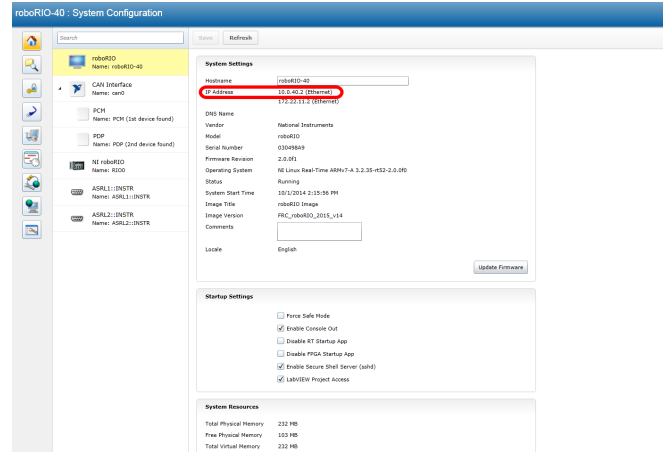 roboRIO-40 : System Configuration
Search
Save Refresh
roboRIO
Name: roboRIO-40
CAN Interface
Name: can0
PCM
Name: PCM (1st device found)
PDP
Name: PDP (2nd device found)
NI roboRIO
Name: RIO0
ASRL1::INSTR
Name: ASRL1::INSTR
ASRL2::INSTR
Name: ASRL2::INSTR
System Settings
Hostname roboRIO-40
IP Address 10.0.40.2 (Ethernet)
172.22.11.2 (Ethernet)
DNS Name
Vendor National Instruments
Model roboRIO
Serial Number 030498A9
Firmware Revision 2.0.0f1
Operating System NI Linux Real-Time ARMv7-A 3.2.35-rt52-2.0.0f0
Status Running
System Start Time 10/1/2014 2:15:56 PM
Image Title roboRIO Image
Image Version FRC_roboRIO_2015_v14
Comments
Locale English
Update Firmware
Startup Settings
Force Safe Mode
Enable Console Out
Disable RT Startup App
Disable FPGA Startup App
Enable Secure Shell Server (sshd)
LabVIEW Project Access
System Resources
Total Physical Memory 232 MB
Free Physical Memory 103 MB
Total Virtual Memory 232 MB